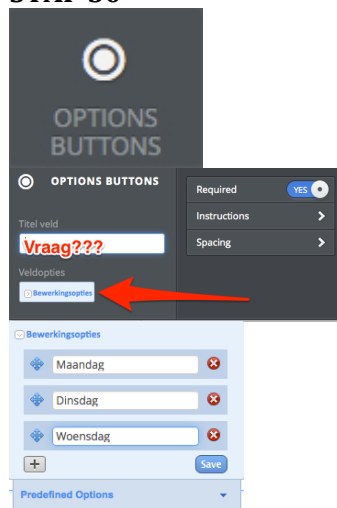 OPTIONS
BUTTONS
OPTIONS BUTTONS
Titel veld
Vraag???
Veldopties
Bewerkingsopties
Required YES
Instructions
Spacing
Bewerkingsopties
Maandag
Dinsdag
Woensdag
+ Save
Predefined Options